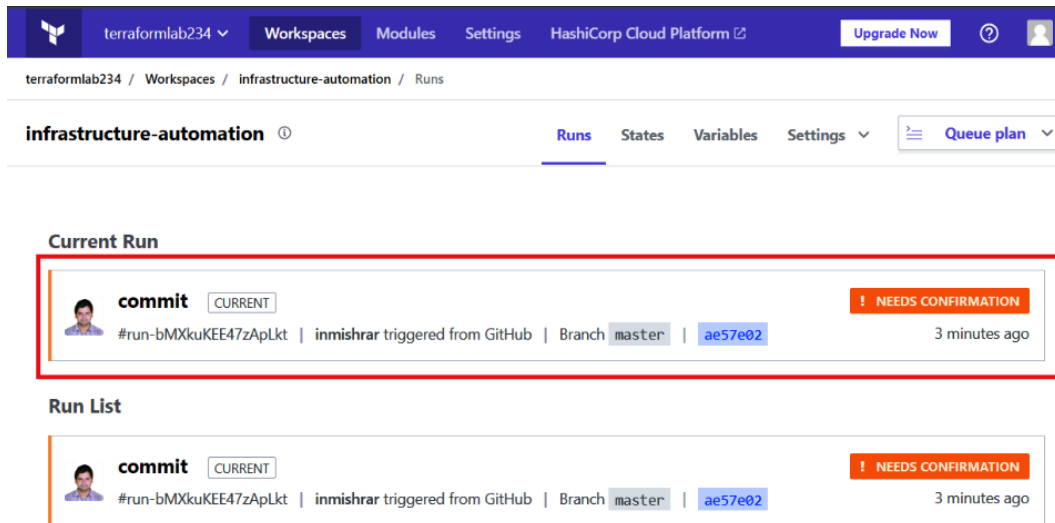 terraformlab234 Workspaces Modules Settings HashiCorp Cloud Platform Upgrade Now
terraformlab234 / Workspaces / infrastructure-automation / Runs
infrastructure-automation Runs States Variables Settings Queue plan
Current Run
commit CURRENT ! NEEDS CONFIRMATION
#run-bMXkuKEE47zApLkt | inmishrar triggered from GitHub | Branch master | ae57e02 3 minutes ago
Run List
commit CURRENT ! NEEDS CONFIRMATION
#run-bMXkuKEE47zApLkt | inmishrar triggered from GitHub | Branch master | ae57e02 3 minutes ago